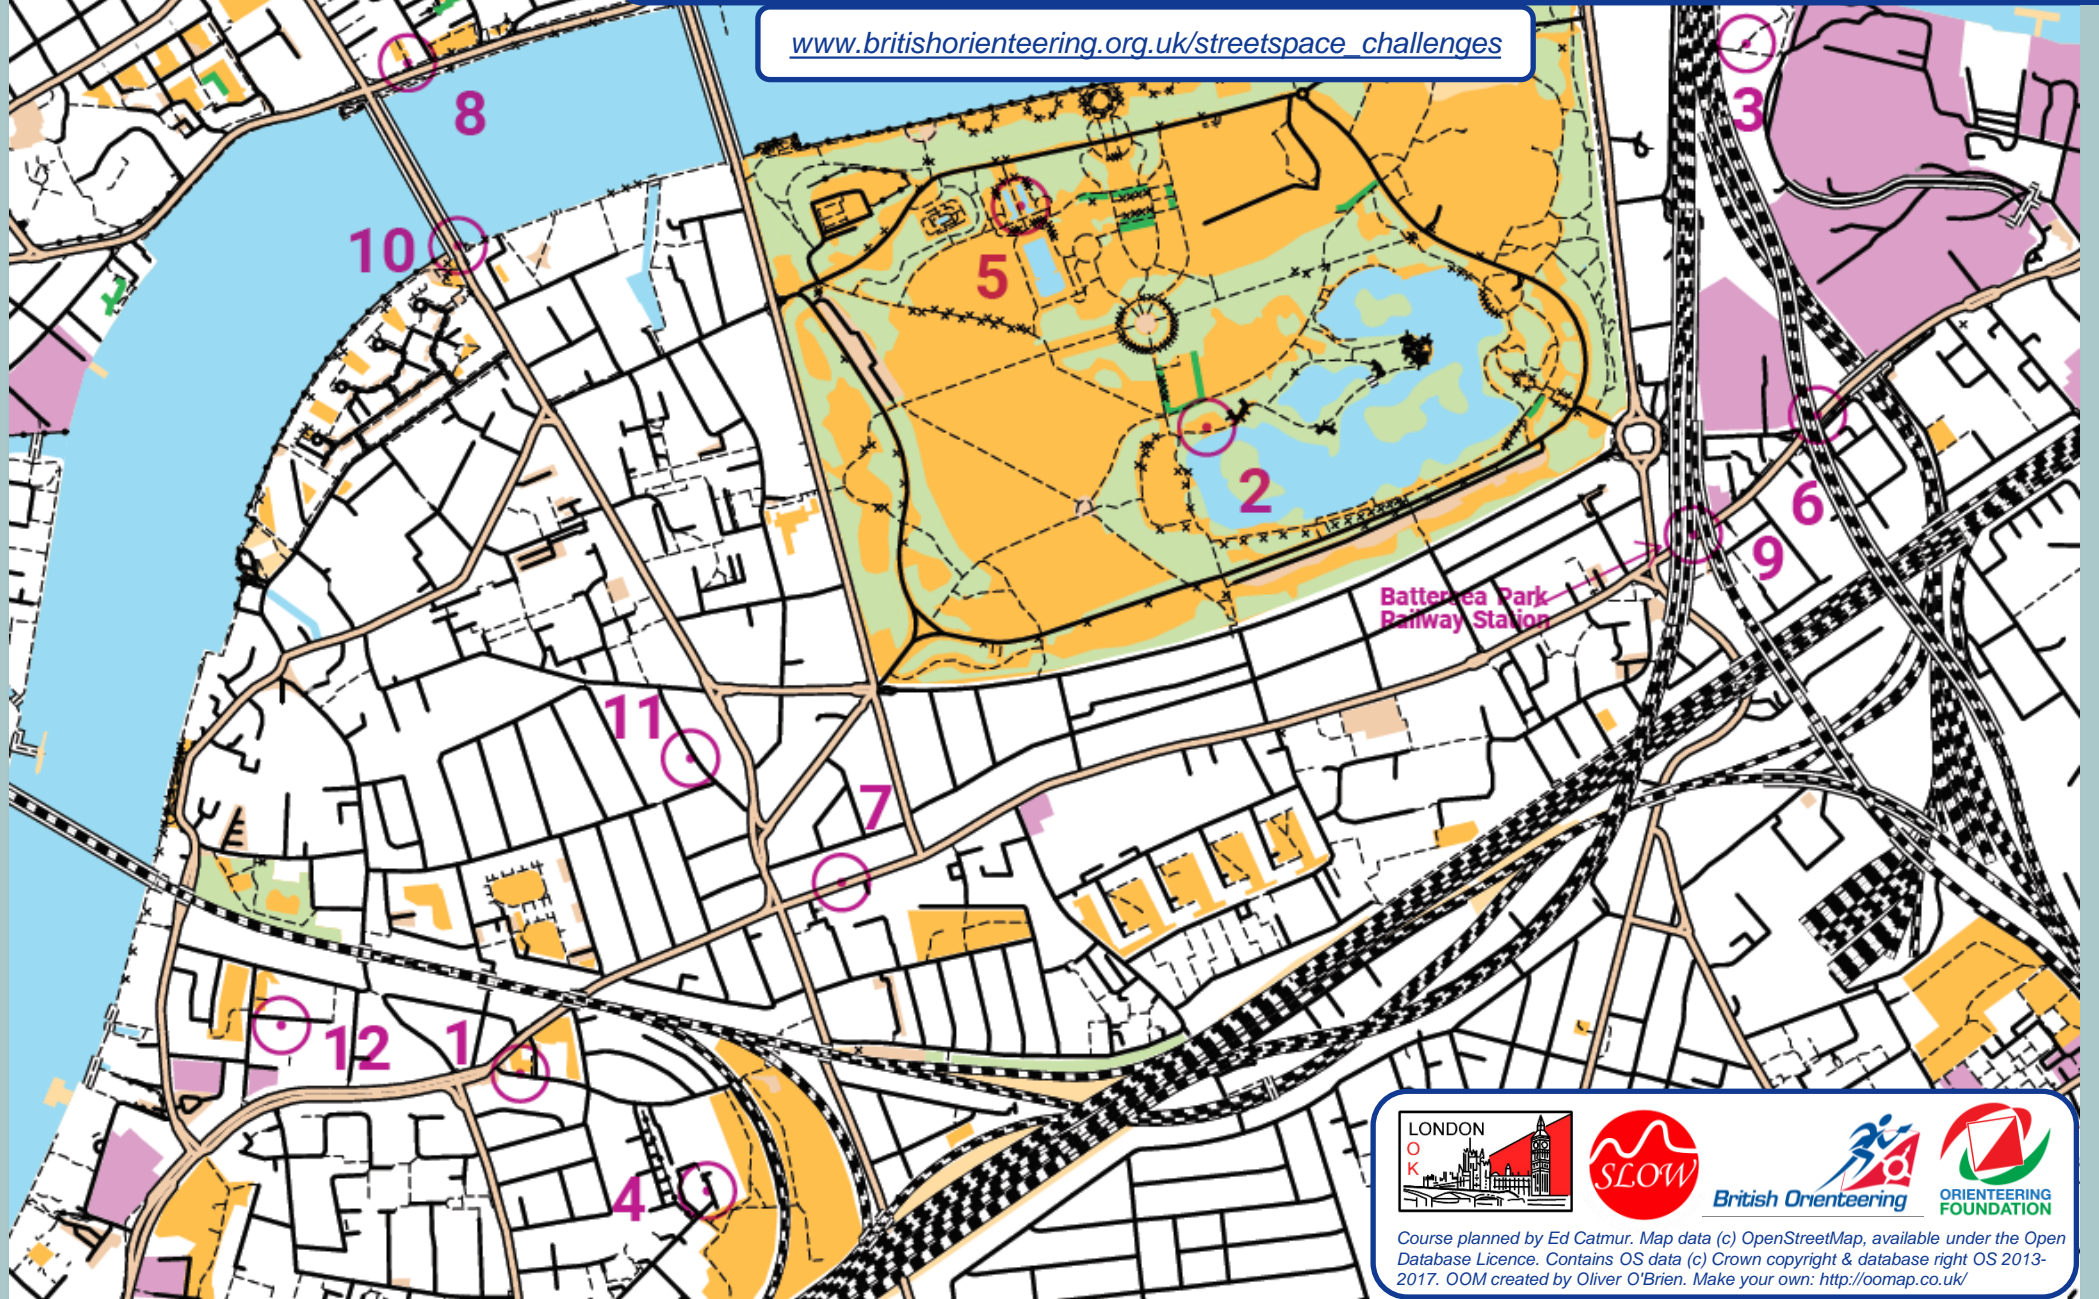 www.britishorienteering.org.uk/streetspace_challenges
8
3
10
5
2
6
9
Battersea Park
Railway Station
11
7
12
1
4
LONDON
O
K
SLOW
British Orienteering
ORIENTEERING
FOUNDATION
Course planned by Ed Catmur. Map data (c) OpenStreetMap, available under the Open
Database Licence. Contains OS data (c) Crown copyright & database right OS 2013-
2017. OOM created by Oliver O'Brien. Make your own: http://oomap.co.uk/